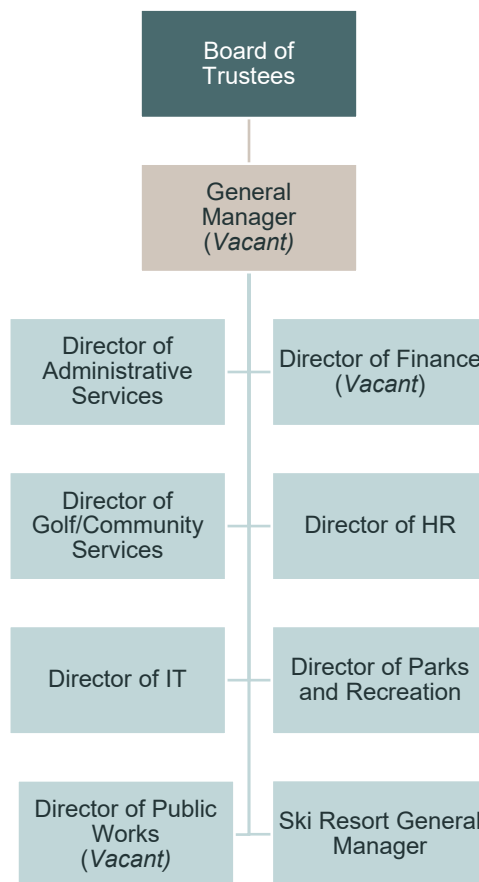 Board of
Trustees
General
Manager
(Vacant)
Director of
Administrative
Services
Director of Finance
(Vacant)
Director of
Golf/Community
Services
Director of HR
Director of IT
Director of Parks
and Recreation
Director of Public
Works
(Vacant)
Ski Resort General
Manager